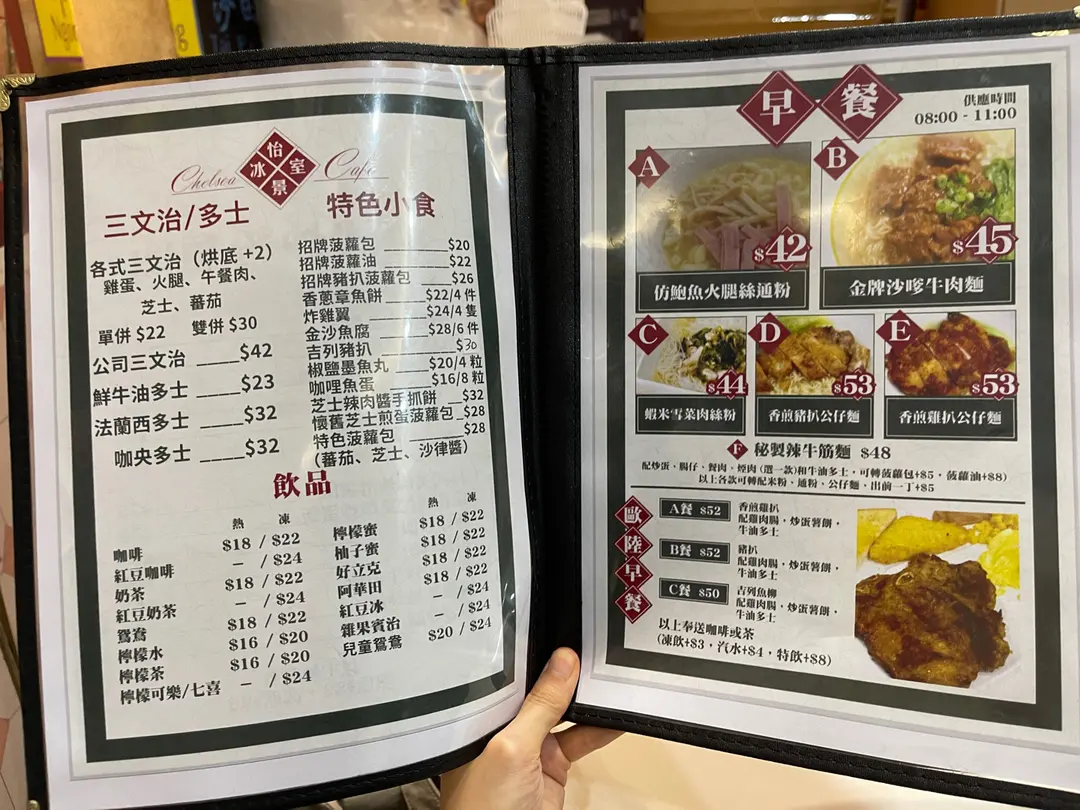 Chelsea
怡景冰室
Café
三文治/多士
各式三文治 (烘底 +2)
雞蛋、火腿、午餐肉、
芝士、蕃茄
單併 $22 雙併 $30
公司三文治 ____$42
鮮牛油多士 ____$23
法蘭西多士 ____$32
咖央多士 ____$32
特色小食
招牌菠蘿包 ________$20
招牌菠蘿油 ________$22
招牌豬扒菠蘿包 ____$26
香蔥章魚餅 ____$22/4 件
炸雞翼 ______$24/4 隻
金沙魚腐 ______$28/6 件
吉列豬扒 ________$30
椒鹽墨魚丸 ____$20/4 粒
咖哩魚蛋 ______$16/8 粒
芝士辣肉醬手抓餅 __$32
懷舊芝士煎蛋菠蘿包_$28
特色菠蘿包 ______$28
(蕃茄、芝士、沙律醬)
飲品
熱 凍
咖啡 $18 / $22
紅豆咖啡 – / $24
奶茶 $18 / $22
紅豆奶茶 – / $24
鴛鴦 $18 / $22
檸檬水 $16 / $20
檸檬茶 $16 / $20
檸檬可樂/七喜 – / $24
熱 凍
檸檬蜜 $18 / $22
柚子蜜 $18 / $22
好立克 $18 / $22
阿華田 $18 / $22
紅豆冰 – / $24
雜果賓治 – / $24
兒童鴛鴦 $20 / $24
早餐
供應時間
08:00 - 11:00
A
$42
仿鮑魚火腿絲通粉
B
$45
金牌沙嗲牛肉麵
C
$44
蝦米雪菜肉絲粉
D
$53
香煎豬扒公仔麵
E
$53
香煎雞扒公仔麵
F 秘製辣牛筋麵 $48
配炒蛋、腸仔、餐肉、煙肉 (選一款)和牛油多士,可轉菠蘿包+$5,菠蘿油+$8)
以上各款可轉配米粉、通粉、公仔麵、出前一丁+$5
歐陸早餐
A餐 $52
香煎雞扒
配雞肉腸,炒蛋薯餅,
牛油多士
B餐 $52
豬扒
配雞肉腸,炒蛋薯餅,
牛油多士
C餐 $50
吉列魚柳
配雞肉腸,炒蛋薯餅,
牛油多士
以上奉送咖啡或茶
(凍飲+$3,汽水+$4,特飲+$8)